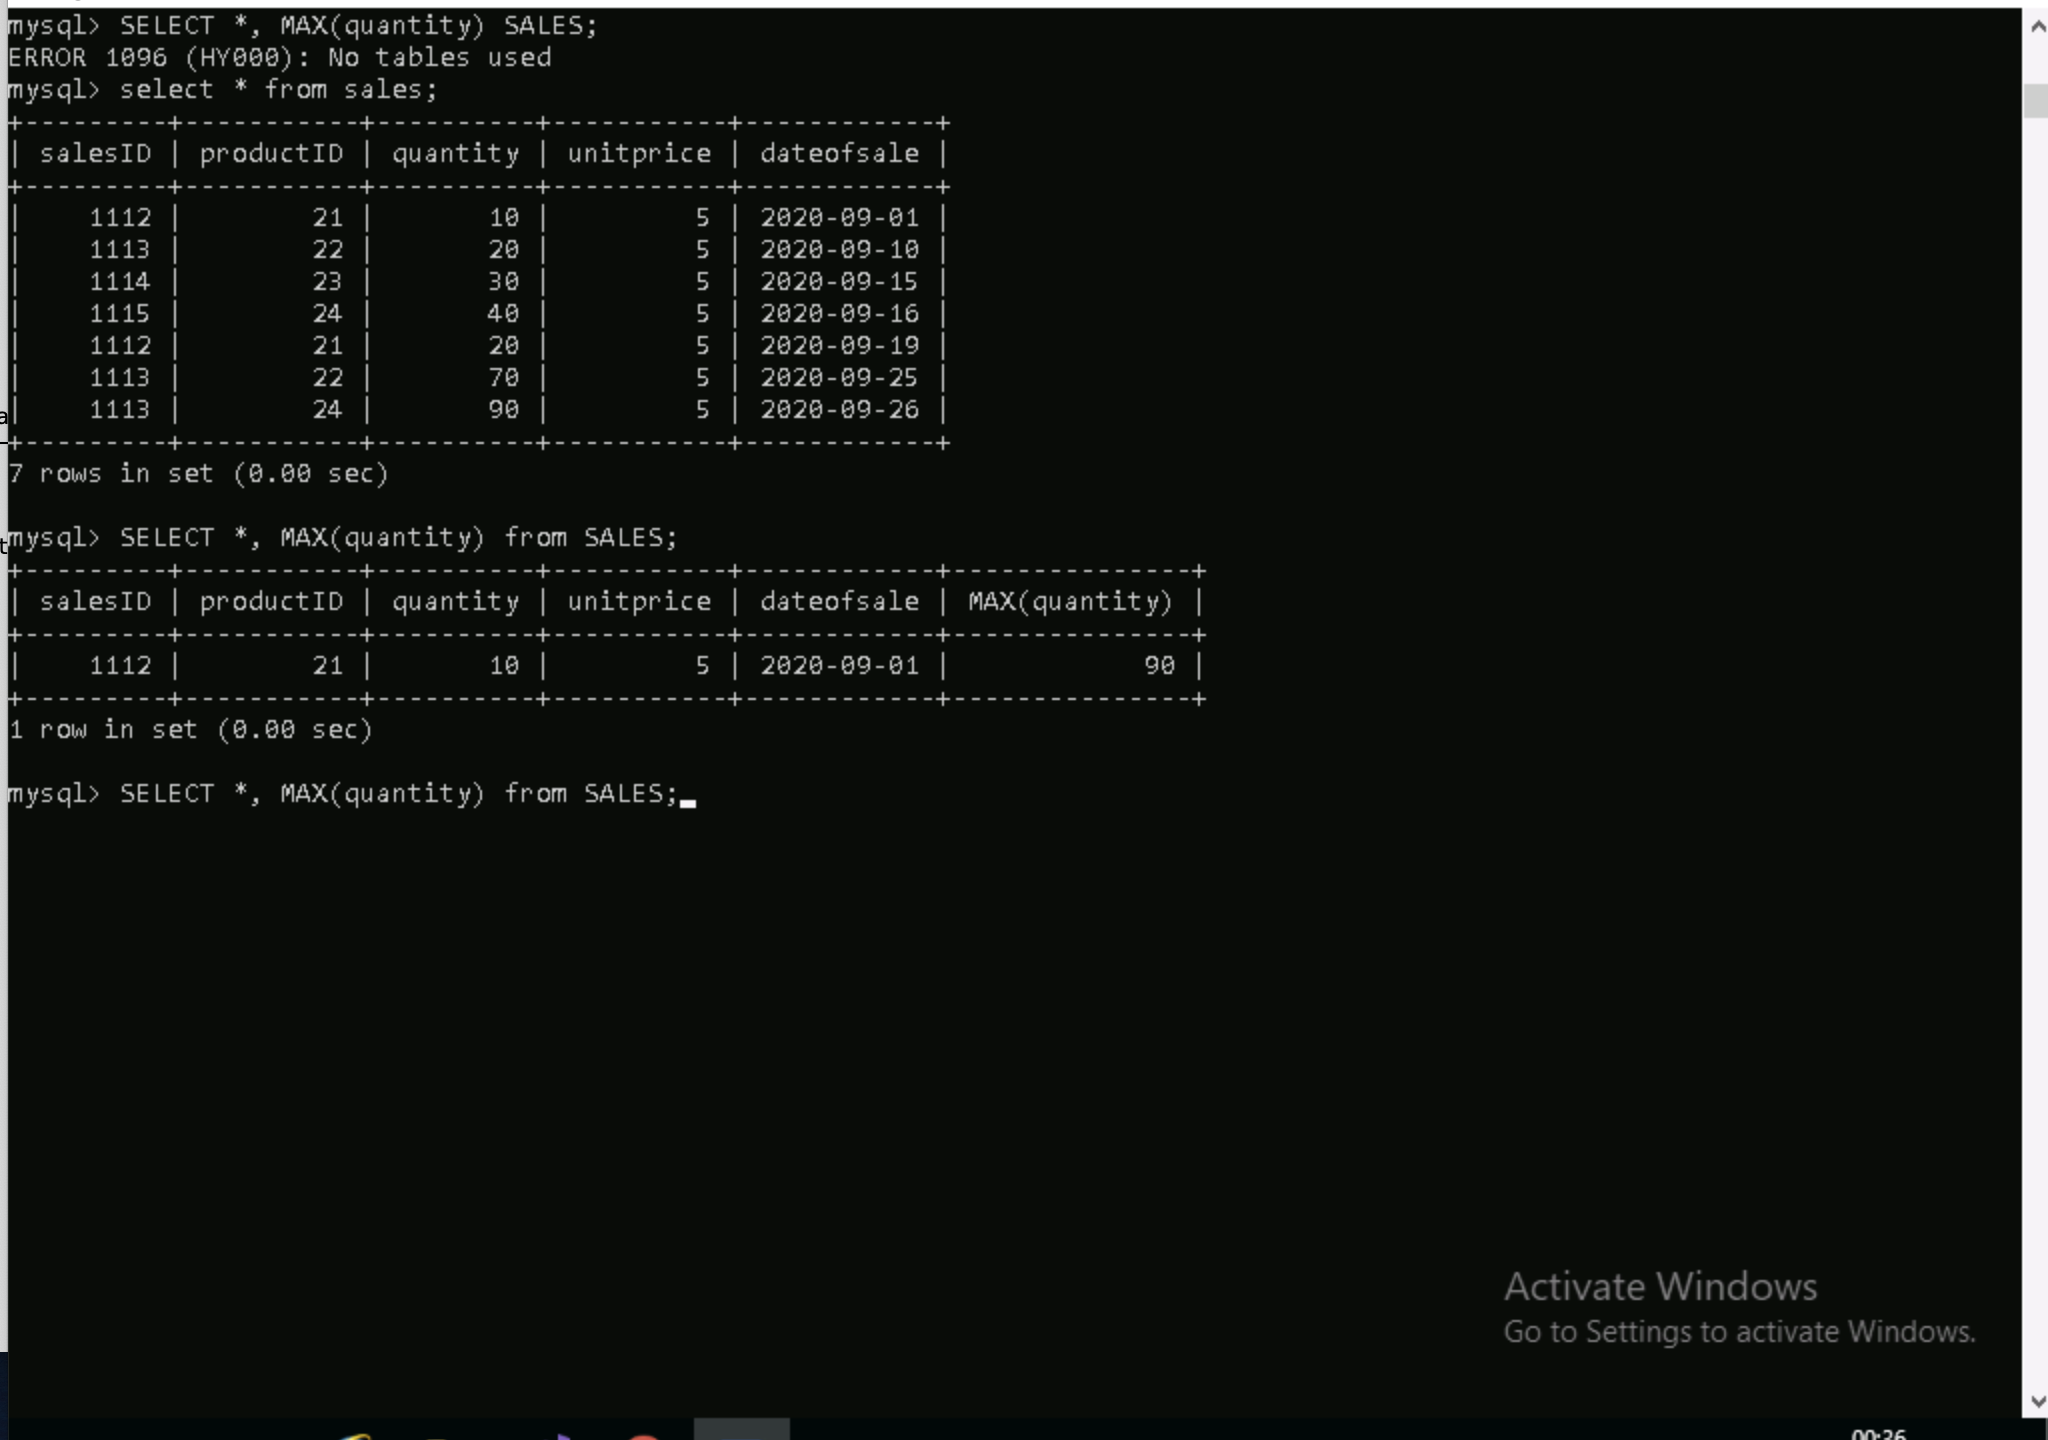 mysql> SELECT *, MAX(quantity) SALES;
ERROR 1096 (HY000): No tables used
mysql> select * from sales;
+---------+-----------+----------+-----------+------------+
| salesID | productID | quantity | unitprice | dateofsale |
+---------+-----------+----------+-----------+------------+
|    1112 |        21 |       10 |         5 | 2020-09-01 |
|    1113 |        22 |       20 |         5 | 2020-09-10 |
|    1114 |        23 |       30 |         5 | 2020-09-15 |
|    1115 |        24 |       40 |         5 | 2020-09-16 |
|    1112 |        21 |       20 |         5 | 2020-09-19 |
|    1113 |        22 |       70 |         5 | 2020-09-25 |
|    1113 |        24 |       90 |         5 | 2020-09-26 |
+---------+-----------+----------+-----------+------------+
7 rows in set (0.00 sec)
mysql> SELECT *, MAX(quantity) from SALES;
+---------+-----------+----------+-----------+------------+---------------+
| salesID | productID | quantity | unitprice | dateofsale | MAX(quantity) |
+---------+-----------+----------+-----------+------------+---------------+
|    1112 |        21 |       10 |         5 | 2020-09-01 |            90 |
+---------+-----------+----------+-----------+------------+---------------+
1 row in set (0.00 sec)
mysql> SELECT *, MAX(quantity) from SALES;
Activate Windows
Go to Settings to activate Windows.